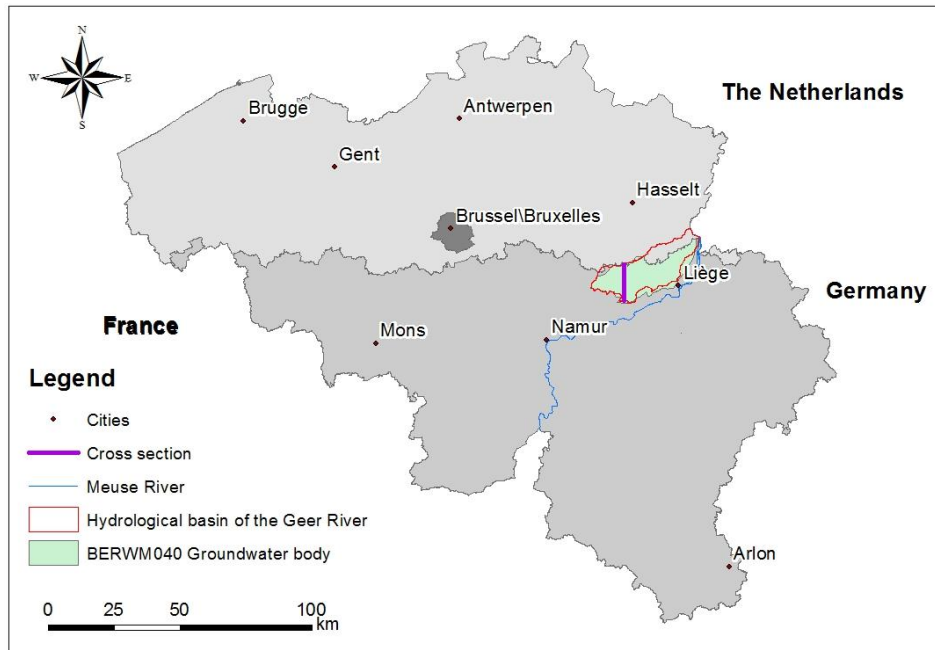 N
W E
S
The Netherlands
Brugge
Antwerpen
Gent
Hasselt
Brussel\Bruxelles
Liège
Germany
France
Mons
Namur
Legend
Cities
Cross section
Meuse River
Hydrological basin of the Geer River
BERWM040 Groundwater body
Arlon
0 25 50 100
km